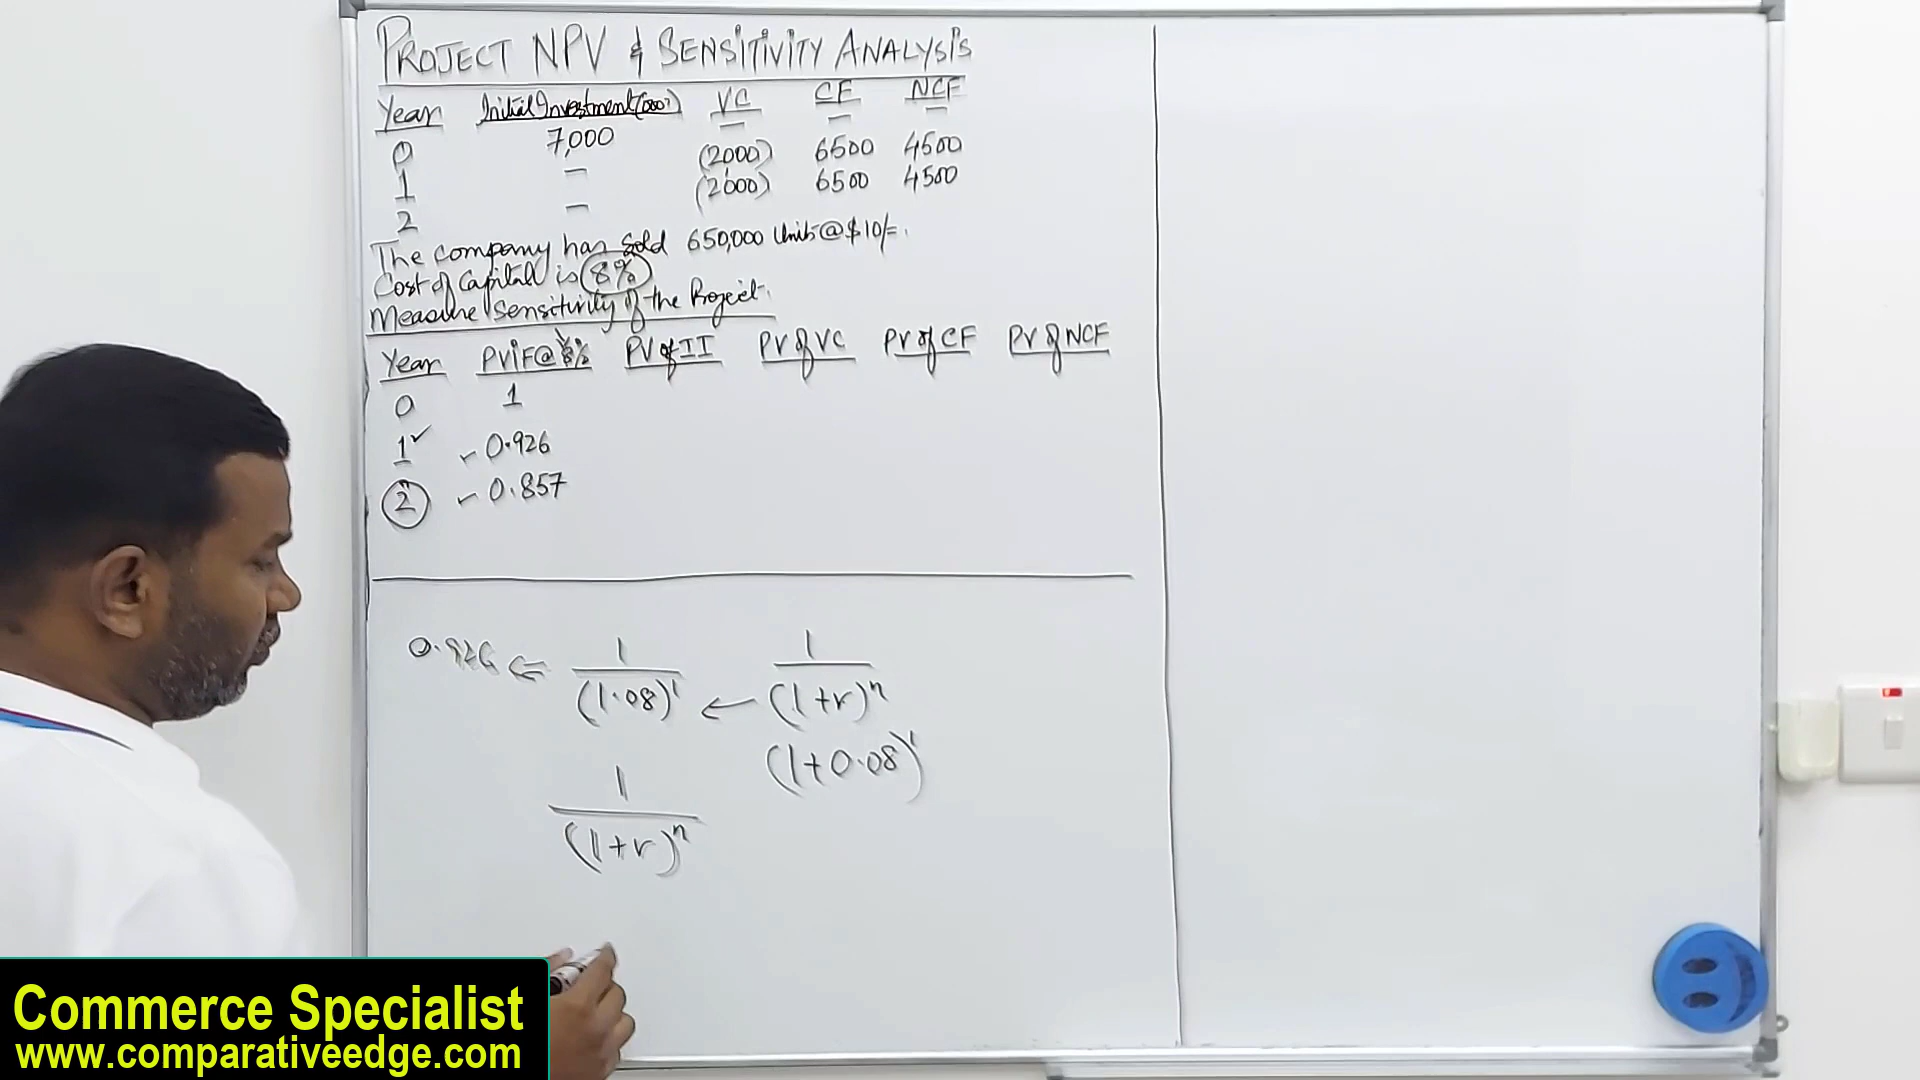 PROJECT NPV & SENSITIVITY ANALYSIS
Year Initial Investment(000') VC CF NCF
0 7,000 — — —
1 — (2000) 6500 4500
2 — (2000) 6500 4500
The company has sold 650,000 Units @ $10/=.
Cost of Capital is 8%
Measure Sensitivity of the Project.
Year PVIF@8% PV of II PV of VC PV of CF PV of NCF
0 1
1 0.926
2 0.857
0.926 ← 1/(1.08)¹ ← 1/(1+r)ⁿ
(1+0.08)¹
1/(1+r)ⁿ
Commerce Specialist
www.comparativeedge.com